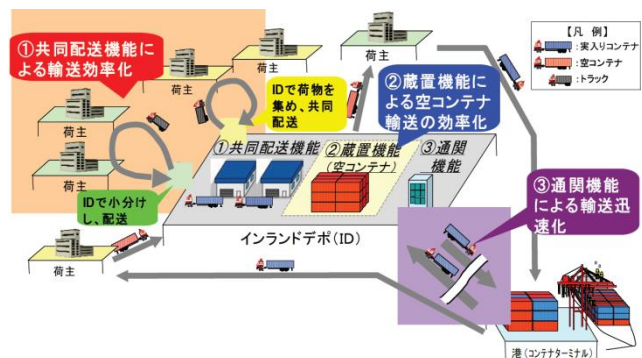 ①共同配送機能に
よる輸送効率化
荷主
荷主
荷主
荷主
荷主
IDで荷物を
集め、共同
配送
②蔵置機能に
よる空コンテナ
輸送の効率化
【凡 例】
:実入りコンテナ
:空コンテナ
:トラック
①共同配送機能
②蔵置機能
(空コンテナ)
③通関
機能
IDで小分け
し、配送
③通関機能
による輸送迅
速化
インランドデポ(ID)
荷主
港(コンテナターミナル)